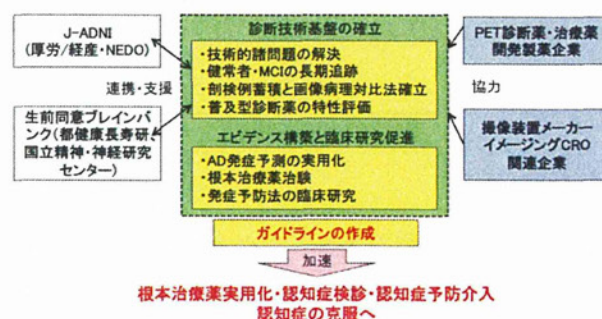 J-ADNI
(厚労/経産・NEDO)
連携・支援
生前同意ブレインバ
ンク(都健康長寿研、
国立精神・神経研究
センター)
診断技術基盤の確立
・技術的諸問題の解決
・健常者・MCIの長期追跡
・剖検例蓄積と画像病理対比法確立
・普及型診断薬の特性評価
エビデンス構築と臨床研究促進
・AD発症予測の実用化
・根本治療薬治験
・発症予防法の臨床研究
PET診断薬・治療薬
開発製薬企業
協力
撮像装置メーカー
イメージングCRO
関連企業
ガイドラインの作成
加速
根本治療薬実用化・認知症検診・認知症予防介入
認知症の克服へ